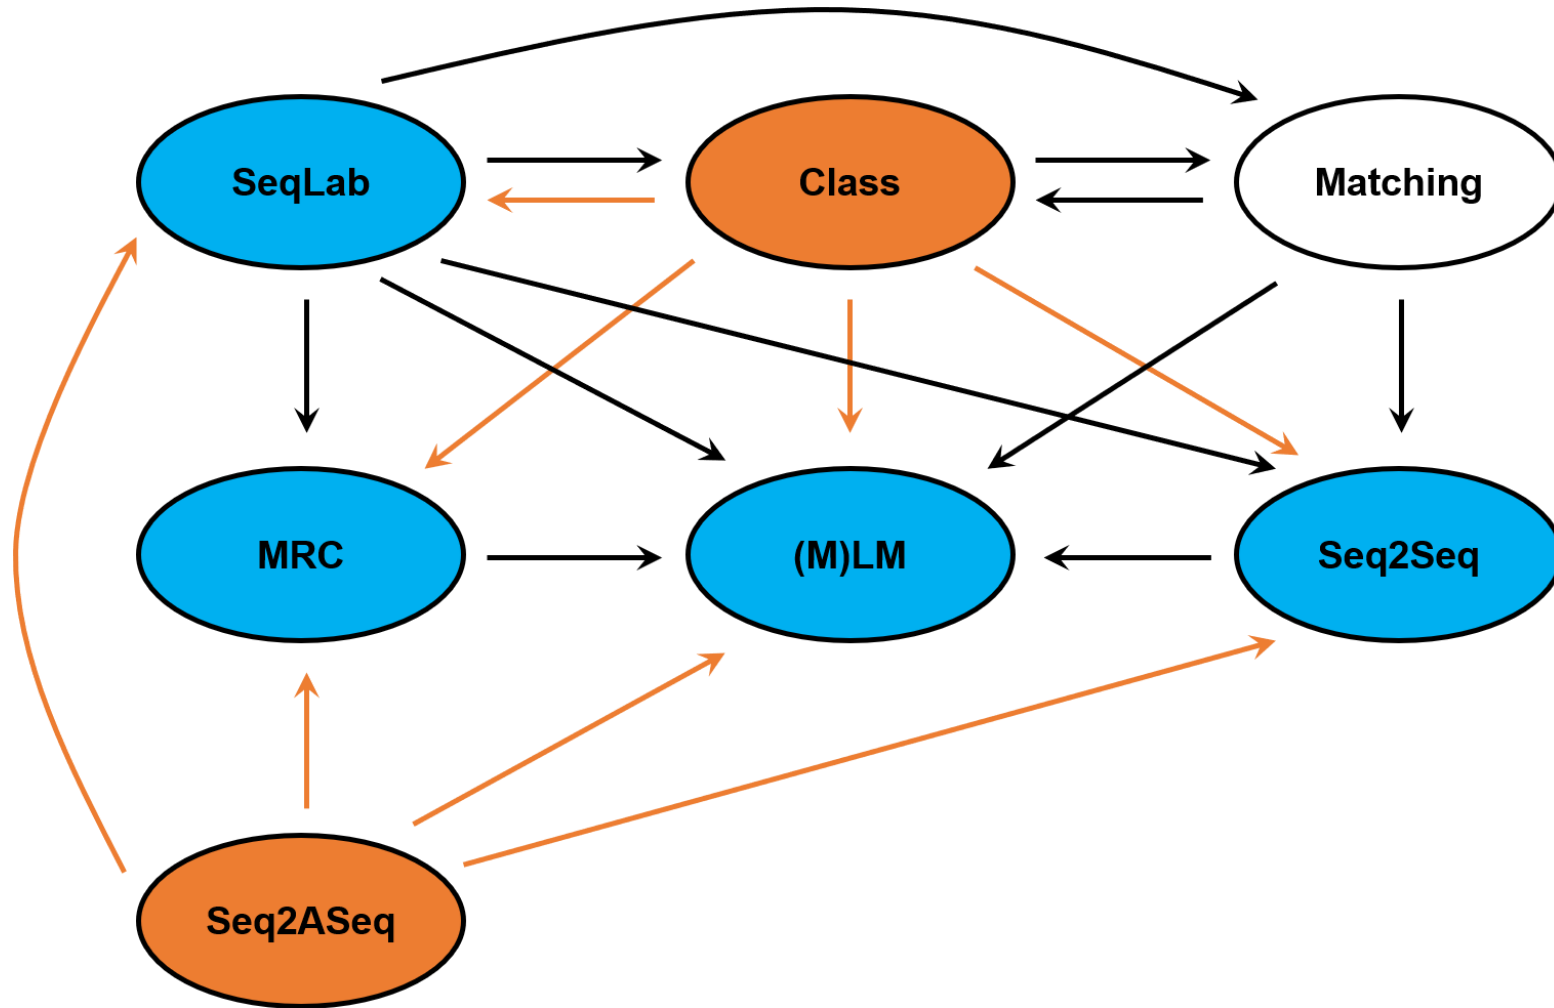 SeqLab
Class
Matching
MRC
(M)LM
Seq2Seq
Seq2ASeq